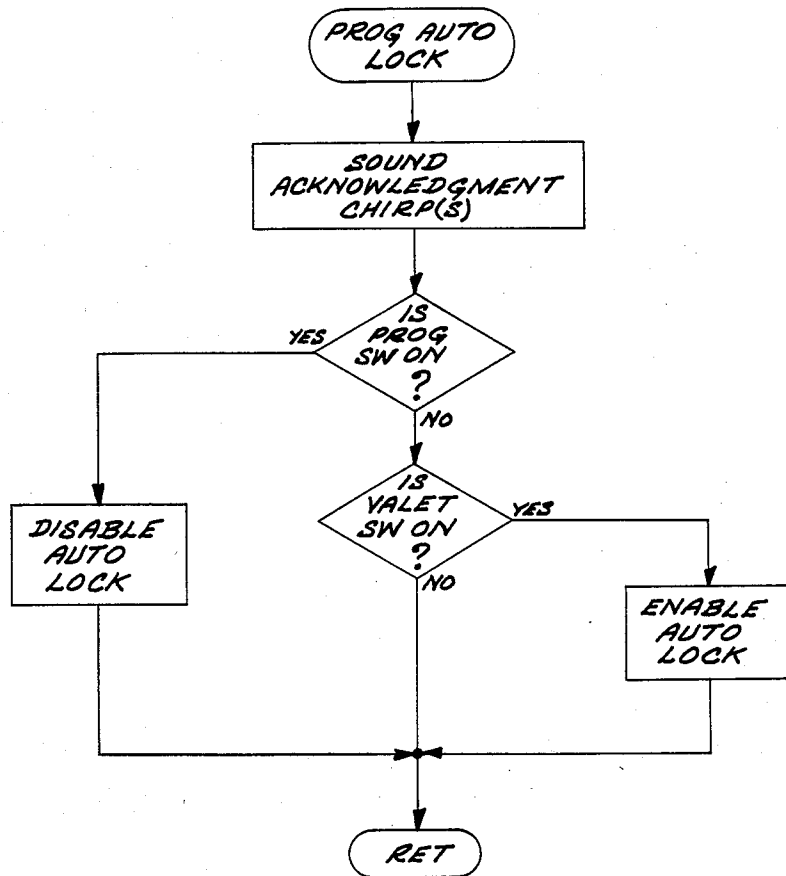 PROG AUTO
LOCK
SOUND
ACKNOWLEDGMENT
CHIRP(S)
IS
PROG
SW ON
?
YES
NO
IS
VALET
SW ON
?
YES
NO
DISABLE
AUTO
LOCK
ENABLE
AUTO
LOCK
RET